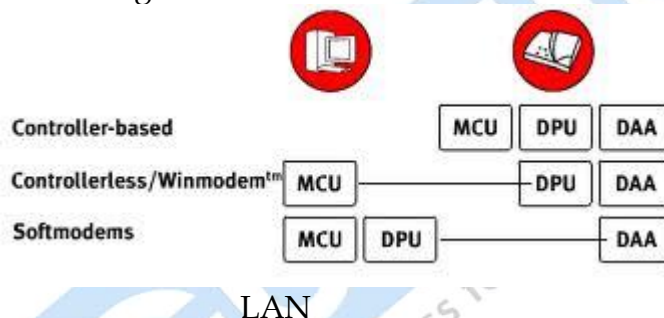 Controller-based MCU DPU DAA
Controllerless/Winmodem™ MCU DPU DAA
Softmodems MCU DPU DAA
LAN